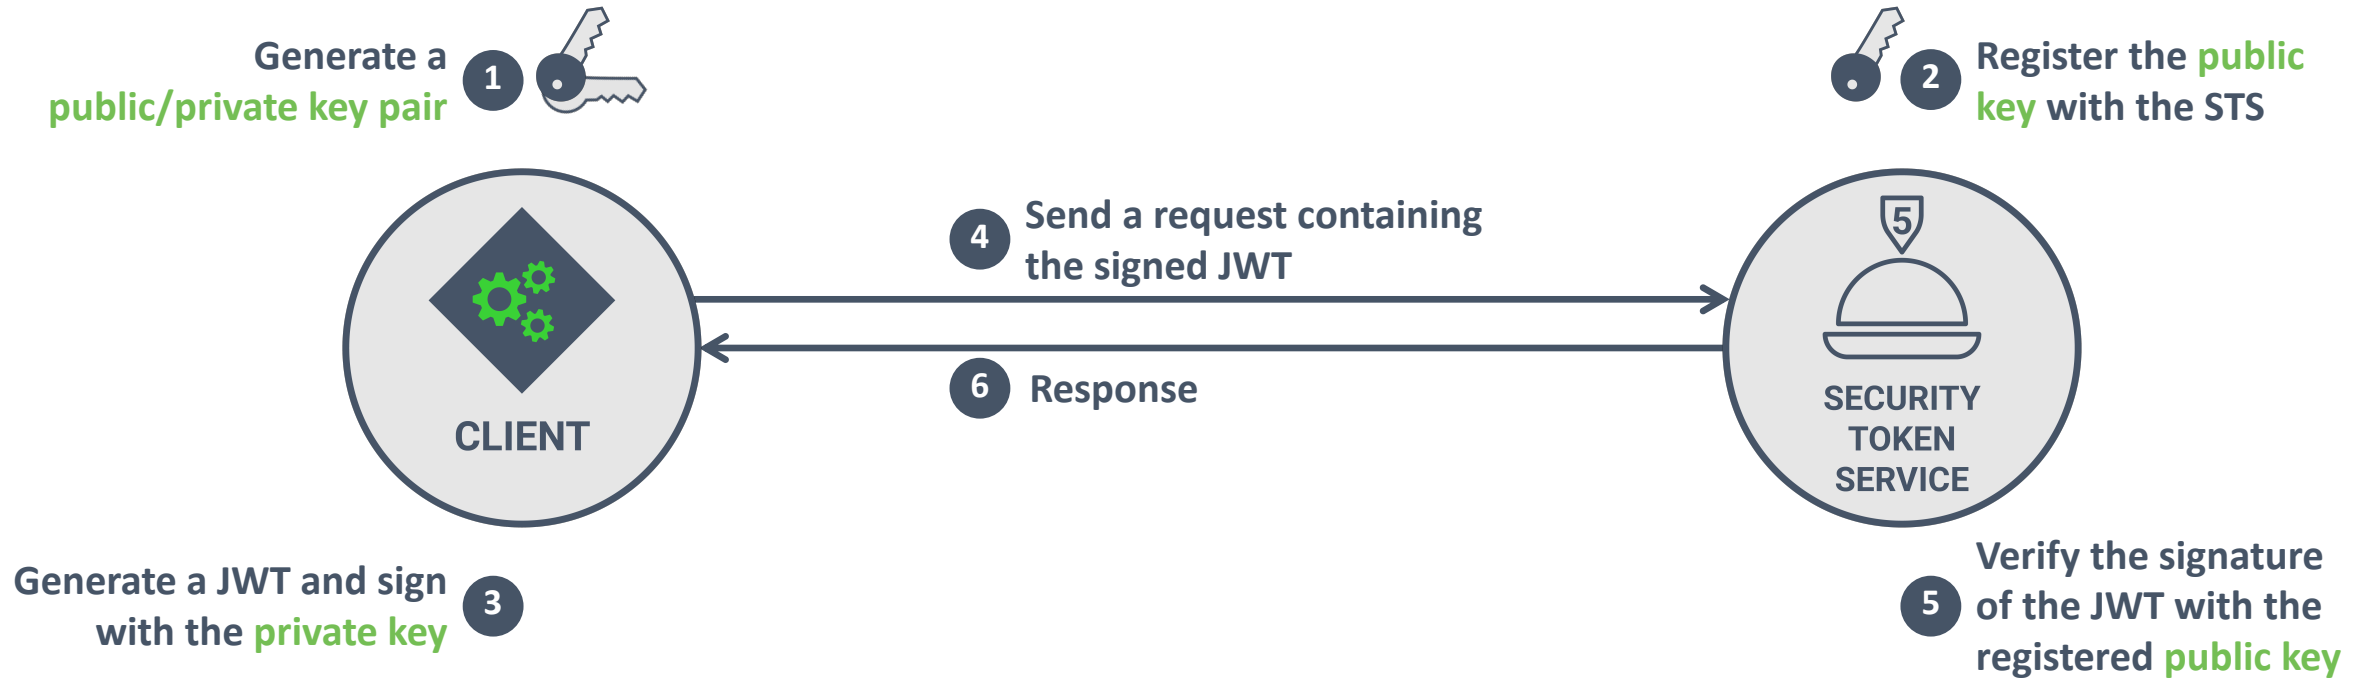 Generate a
public/private key pair
1
2
Register the public
key with the STS
4
Send a request containing
the signed JWT
6
Response
CLIENT
5
SECURITY
TOKEN
SERVICE
Generate a JWT and sign
with the private key
3
5
Verify the signature
of the JWT with the
registered public key